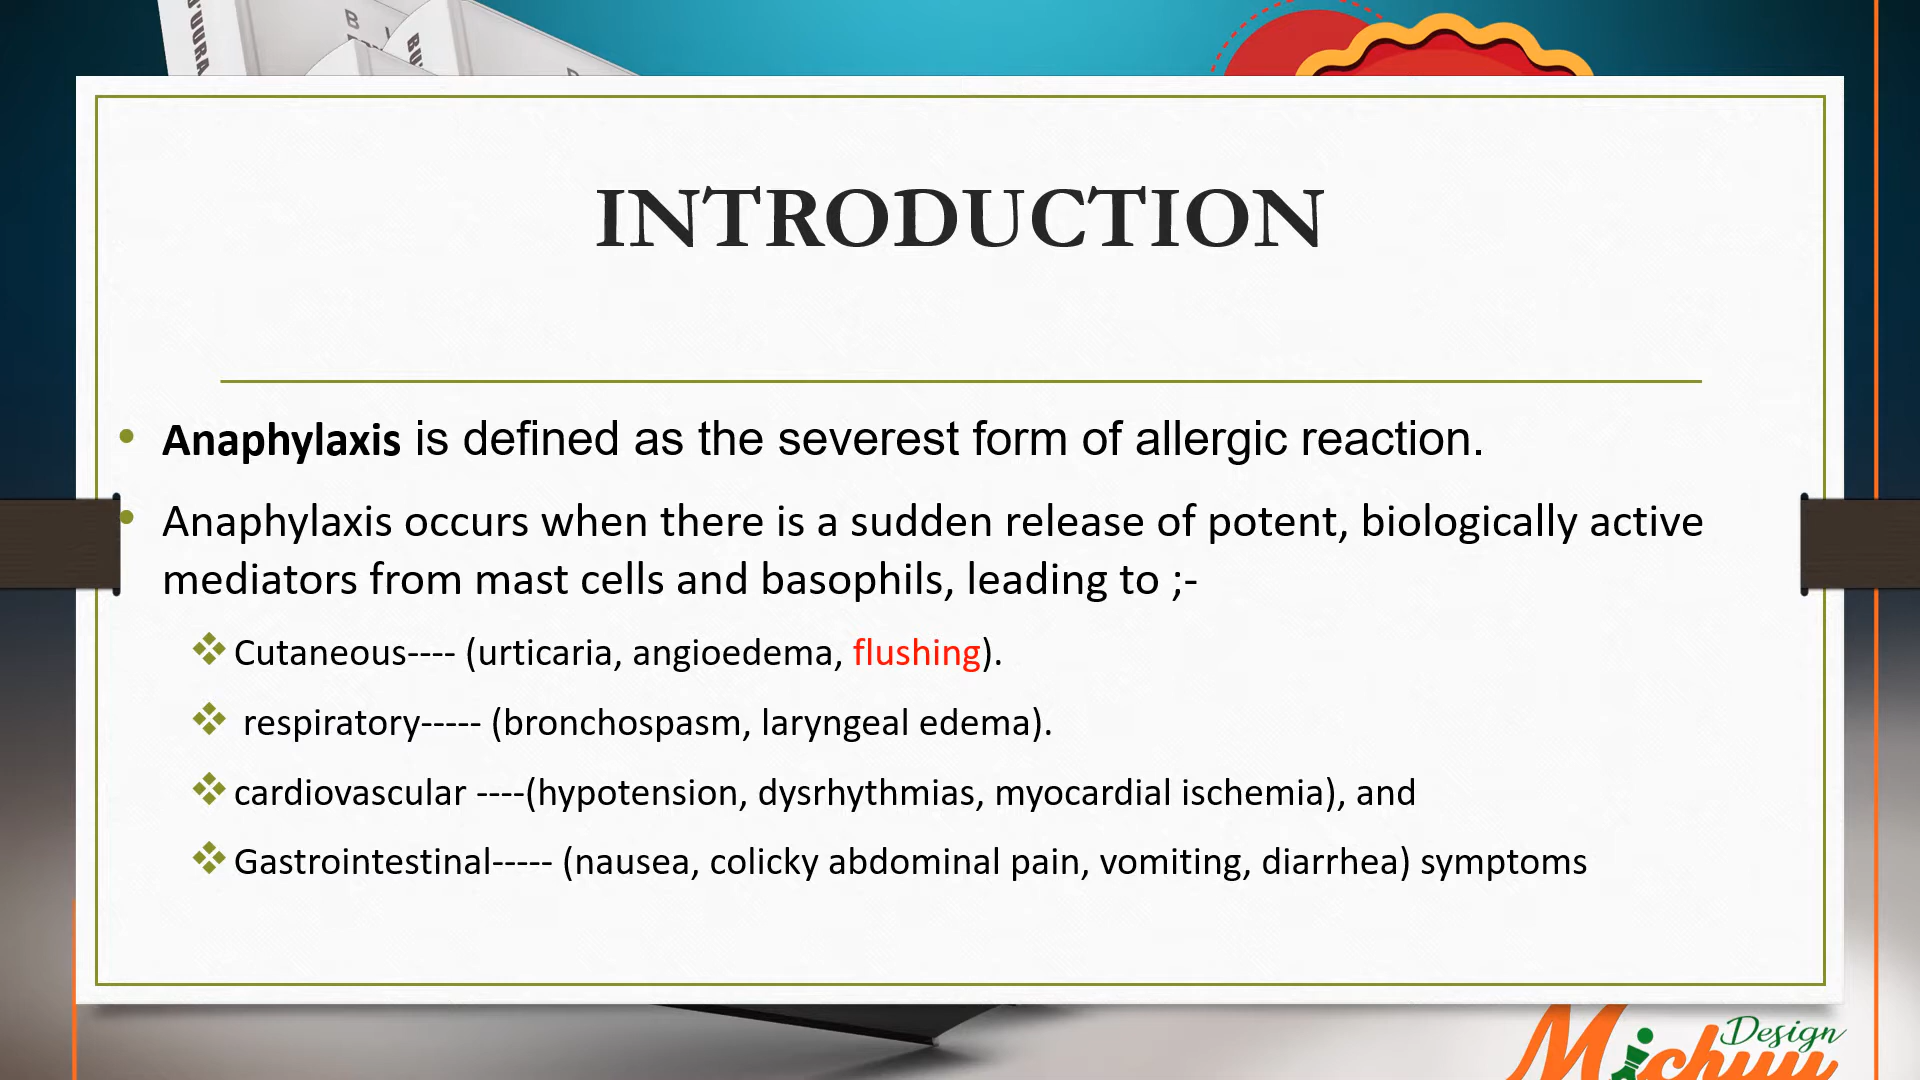 INTRODUCTION
• Anaphylaxis is defined as the severest form of allergic reaction.
• Anaphylaxis occurs when there is a sudden release of potent, biologically active
mediators from mast cells and basophils, leading to ;-
❖ Cutaneous---- (urticaria, angioedema, flushing).
❖ respiratory----- (bronchospasm, laryngeal edema).
❖ cardiovascular ----(hypotension, dysrhythmias, myocardial ischemia), and
❖ Gastrointestinal----- (nausea, colicky abdominal pain, vomiting, diarrhea) symptoms
Design